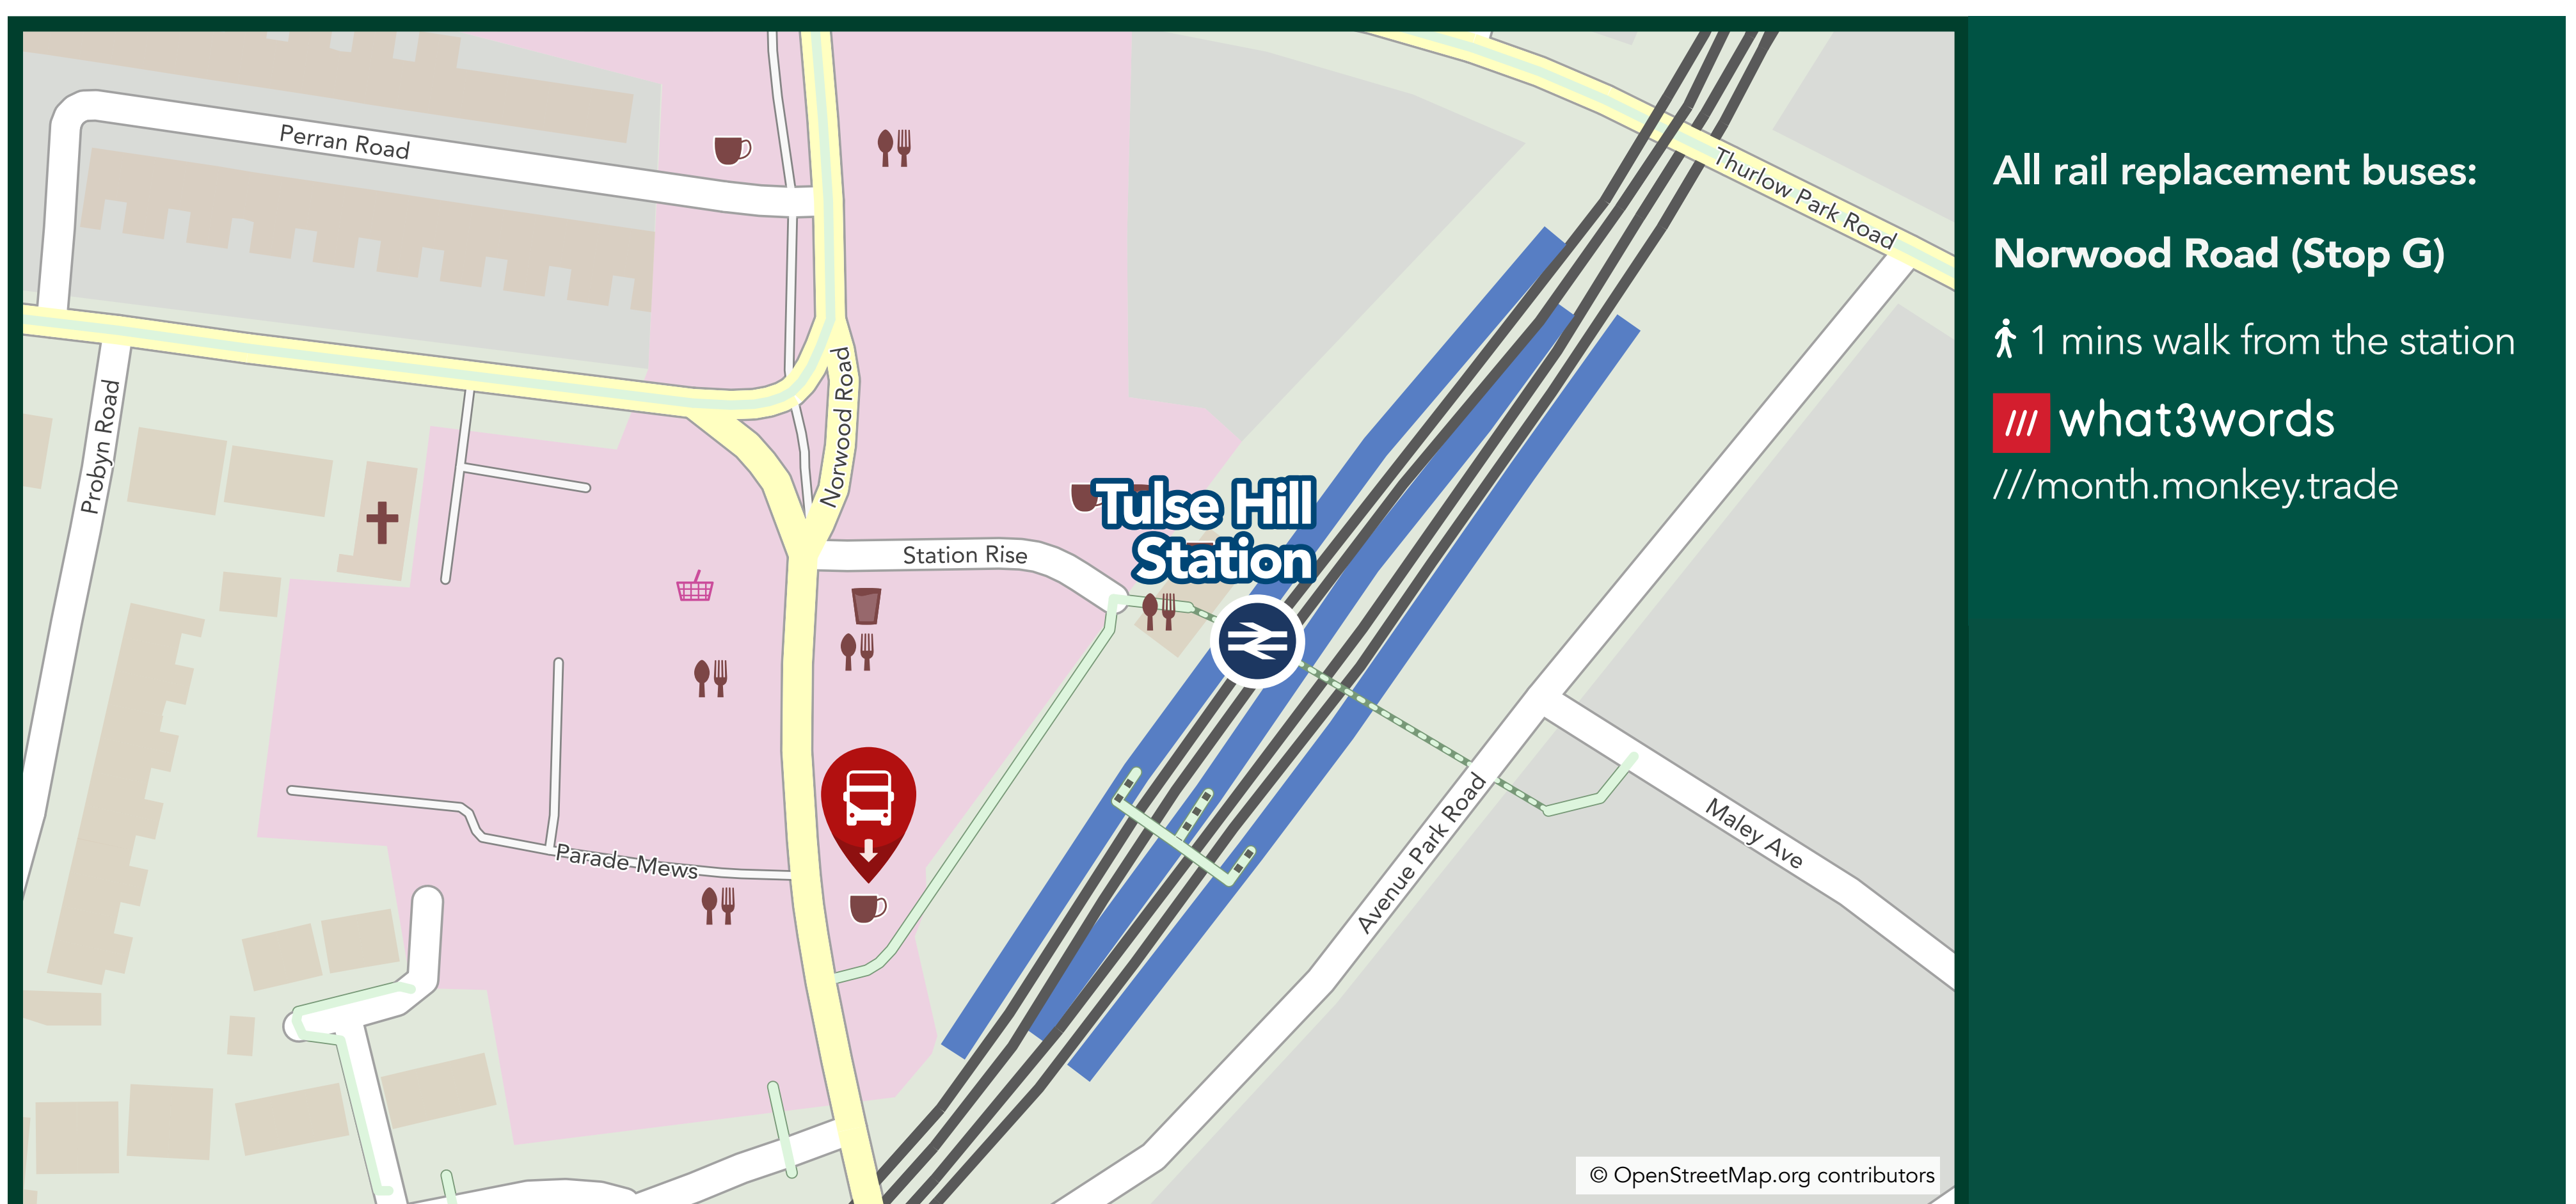 Perran Road
Thurlow Park Road
Probyn Road
Norwood Road
Tulse Hill
Station
Station Rise
Parade Mews
Avenue Park Road
Maley Ave
© OpenStreetMap.org contributors
All rail replacement buses:
Norwood Road (Stop G)
1 mins walk from the station
what3words
///month.monkey.trade